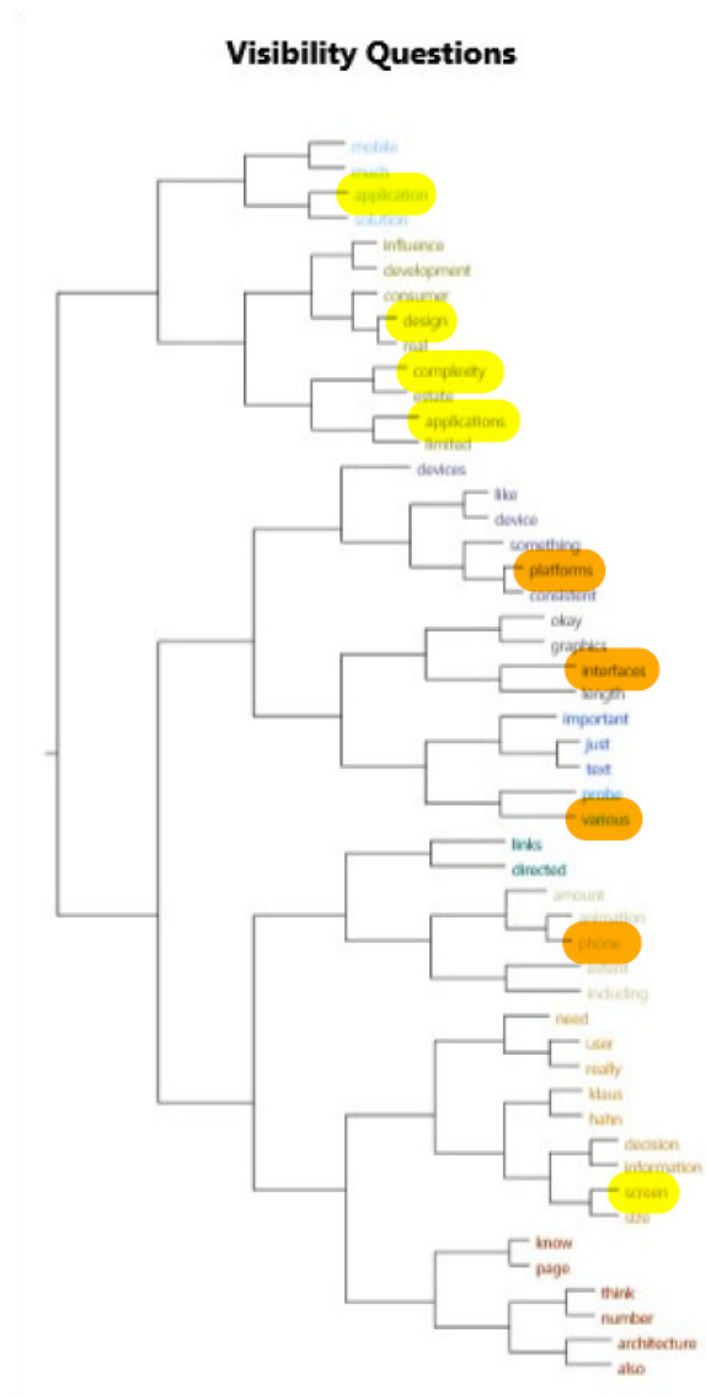 Visibility Questions
mobile
much
application
solution
influence
development
consumer
design
real
complexity
estate
applications
limited
devices
like
device
something
platforms
consistent
okay
graphics
interfaces
length
important
just
text
probe
various
links
directed
amount
animation
phone
extent
including
need
user
really
klaus
hahn
decision
information
screen
size
know
page
think
number
architecture
also